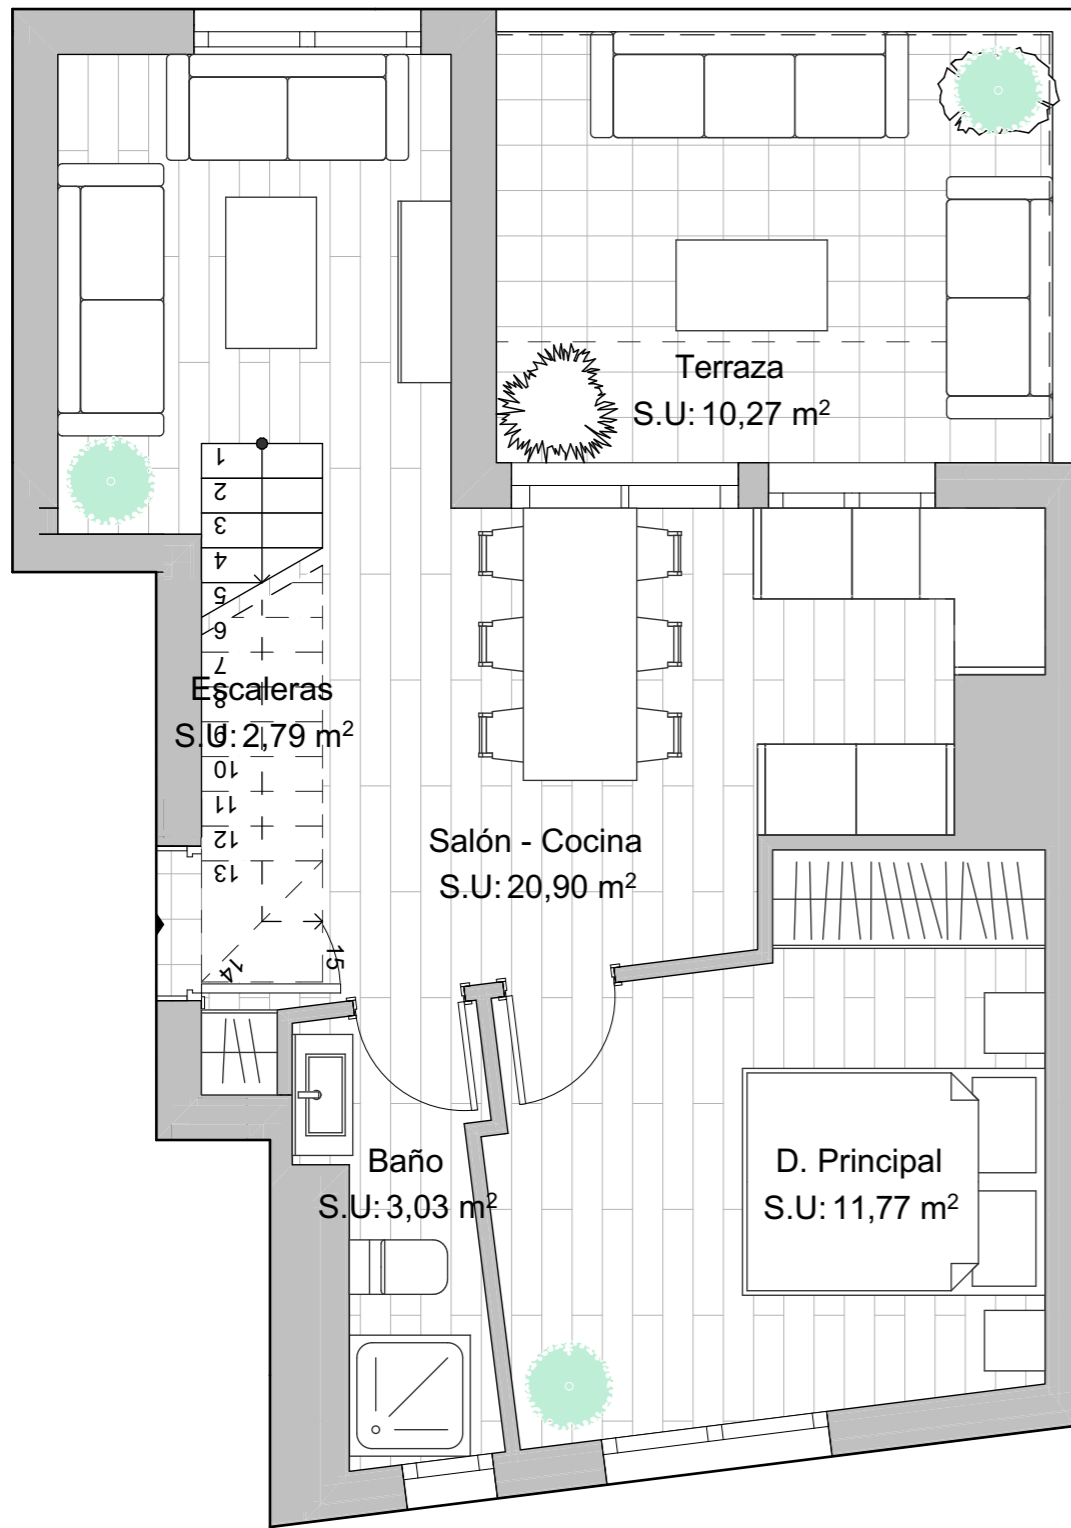 Terraza
S.U: 10,27 m²
1
2
3
4
5
6
7
8
9
10
11
12
13
14
15
Escaleras
S.U: 2,79 m²
Salón - Cocina
S.U: 20,90 m²
Baño
S.U: 3,03 m²
D. Principal
S.U: 11,77 m²